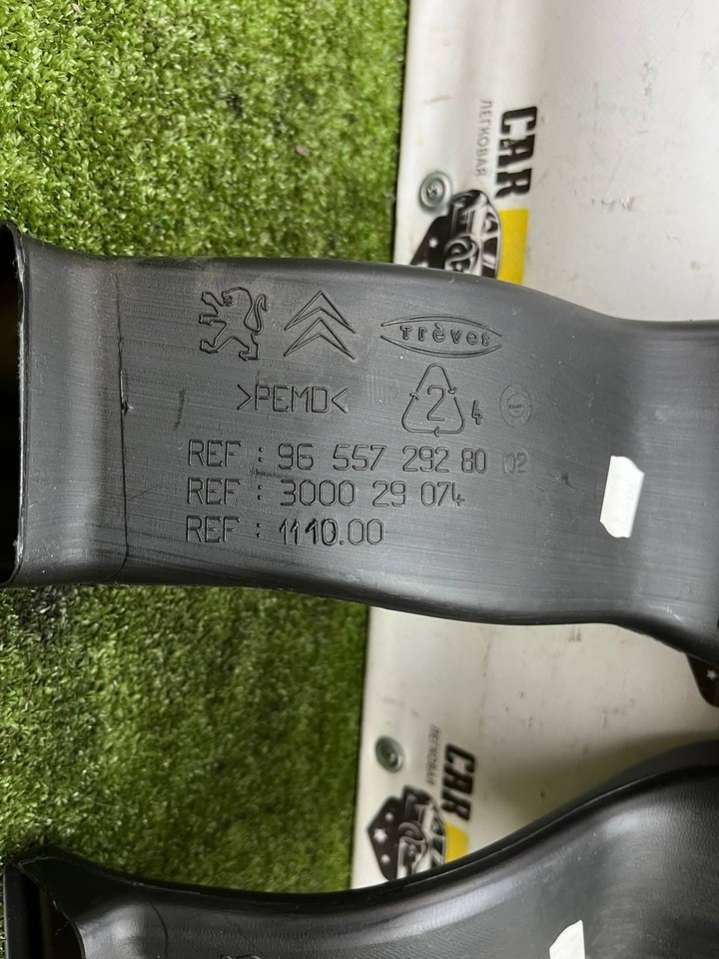 Trèves
>PEMD<
2
4
REF : 96 557 292 80 02
REF : 3000 29 074
REF : 1110.00
CAR
ЛЕГКОВАЯ
CAR
ЛЕГКОВАЯ